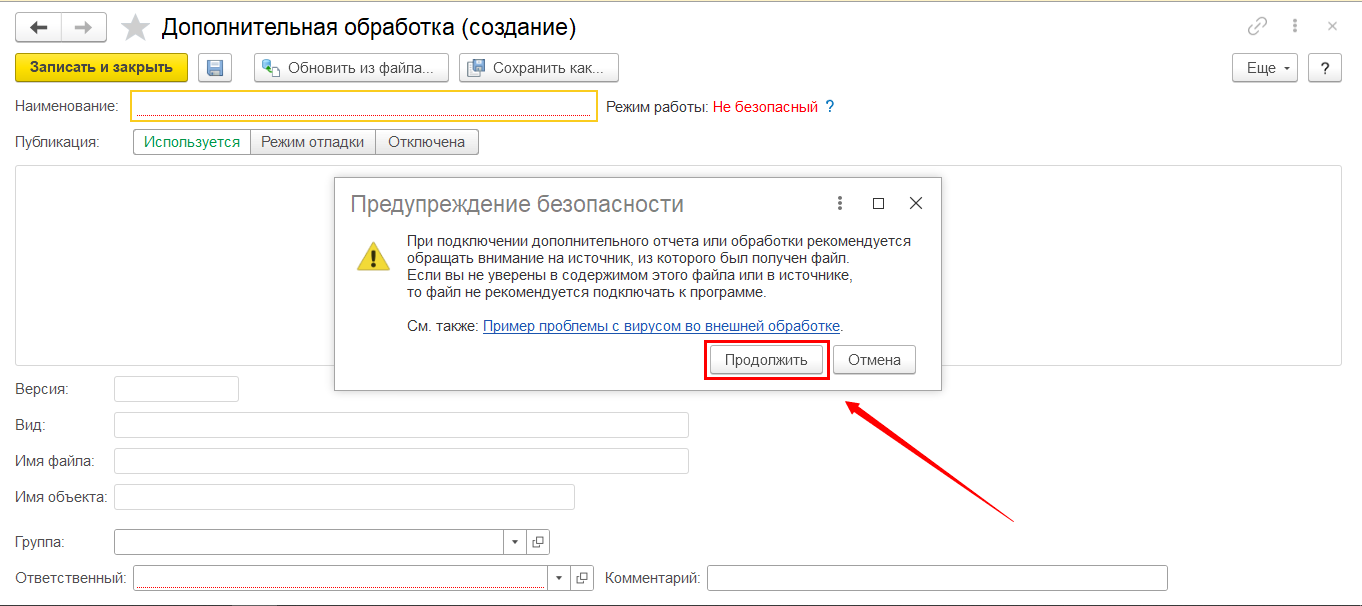 Дополнительная обработка (создание)
Записать и закрыть Обновить из файла... Сохранить как... Еще ?
Наименование: Режим работы: Не безопасный ?
Публикация: Используется Режим отладки Отключена
Предупреждение безопасности
При подключении дополнительного отчета или обработки рекомендуется
обращать внимание на источник, из которого был получен файл.
Если вы не уверены в содержимом этого файла или в источнике,
то файл не рекомендуется подключать к программе.
См. также: Пример проблемы с вирусом во внешней обработке.
Продолжить Отмена
Версия:
Вид:
Имя файла:
Имя объекта:
Группа:
Ответственный: Комментарий: